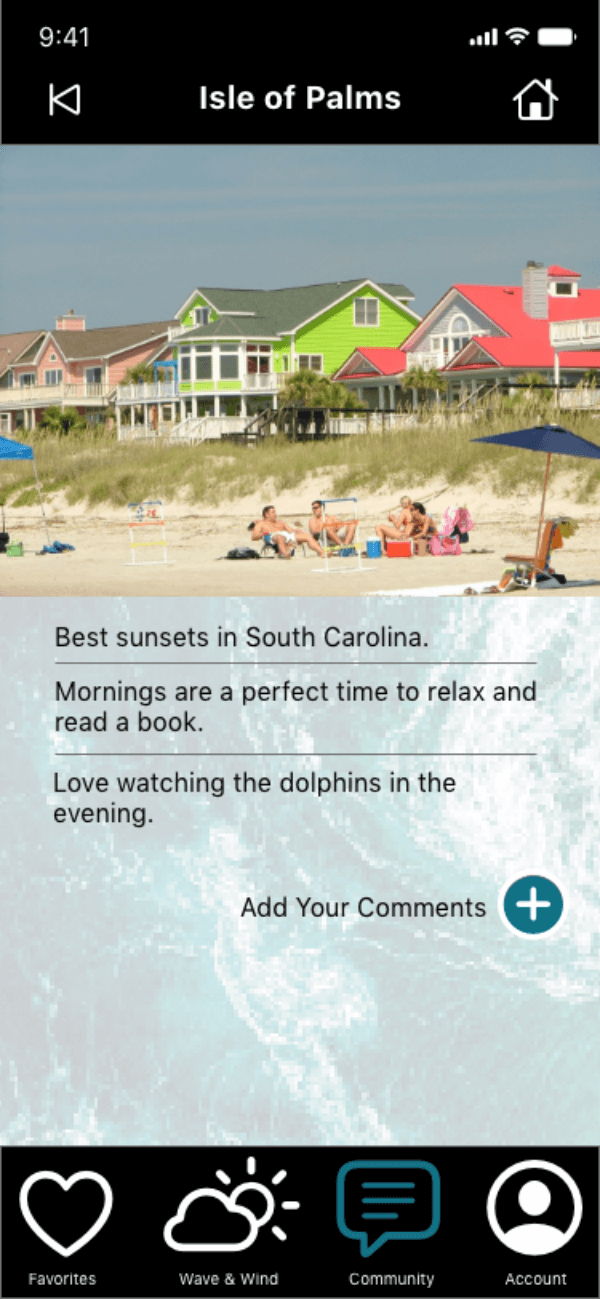 9:41
Isle of Palms
Best sunsets in South Carolina.
Mornings are a perfect time to relax and
read a book.
Love watching the dolphins in the
evening.
Add Your Comments
Favorites
Wave & Wind
Community
Account